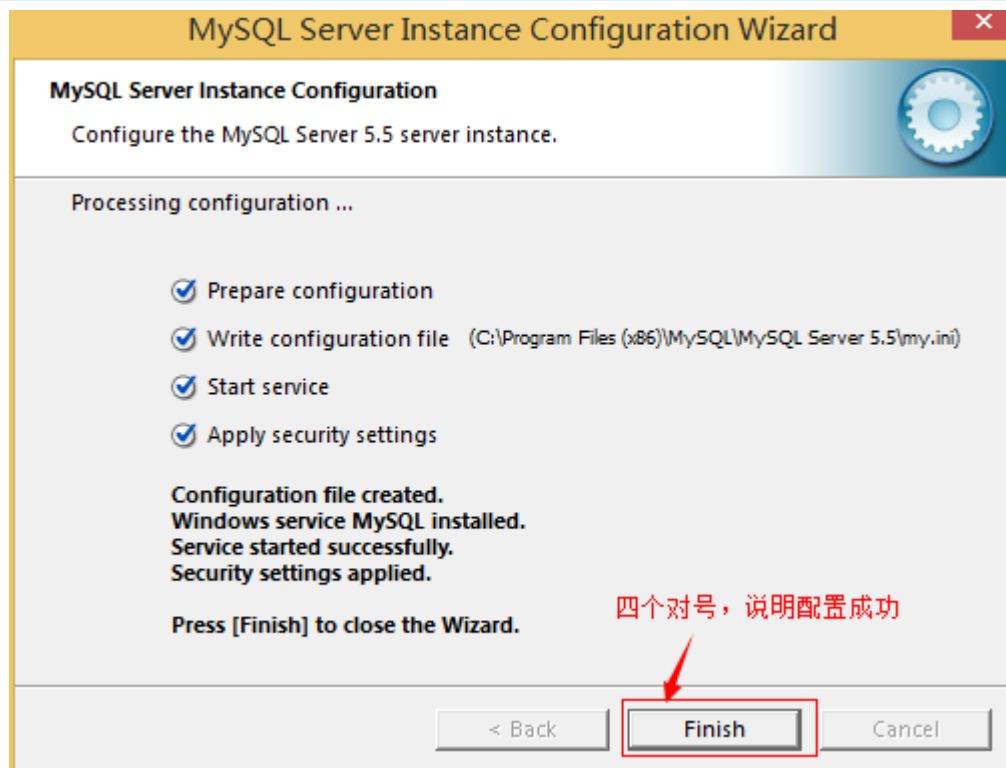 MySQL Server Instance Configuration Wizard
MySQL Server Instance Configuration
Configure the MySQL Server 5.5 server instance.
Processing configuration ...
Prepare configuration
Write configuration file (C:\Program Files (x86)\MySQL\MySQL Server 5.5\my.ini)
Start service
Apply security settings
Configuration file created.
Windows service MySQL installed.
Service started successfully.
Security settings applied.
Press [Finish] to close the Wizard.
四个对号，说明配置成功
< Back Finish Cancel